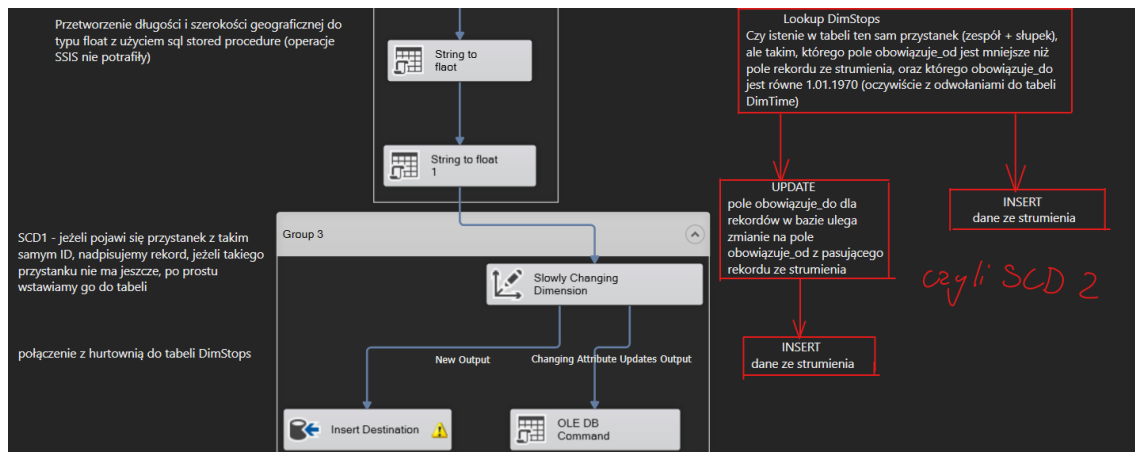 Przetworzenie długości i szerokości geograficznej do
typu float z użyciem sql stored procedure (operacje
SSIS nie potrafiły)
String to
flaot
String to float
1
SCD1 - jeżeli pojawi się przystanek z takim
samym ID, nadpisujemy rekord, jeżeli takiego
przystanku nie ma jeszcze, po prostu
wstawiamy go do tabeli
połączenie z hurtownią do tabeli DimStops
Group 3
Slowly Changing
Dimension
New Output
Changing Attribute Updates Output
Insert Destination
OLE DB
Command
Lookup DimStops
Czy istenie w tabeli ten sam przystanek (zespół + słupek),
ale takim, którego pole obowiązuje_od jest mniejsze niż
pole rekordu ze strumienia, oraz którego obowiązuje_do
jest równe 1.01.1970 (oczywiście z odwołaniami do tabeli
DimTime)
UPDATE
pole obowiązuje_do dla
rekordów w bazie ulega
zmianie na pole
obowiązuje_od z pasującego
rekordu ze strumienia
INSERT
dane ze strumienia
INSERT
dane ze strumienia
czyli SCD 2